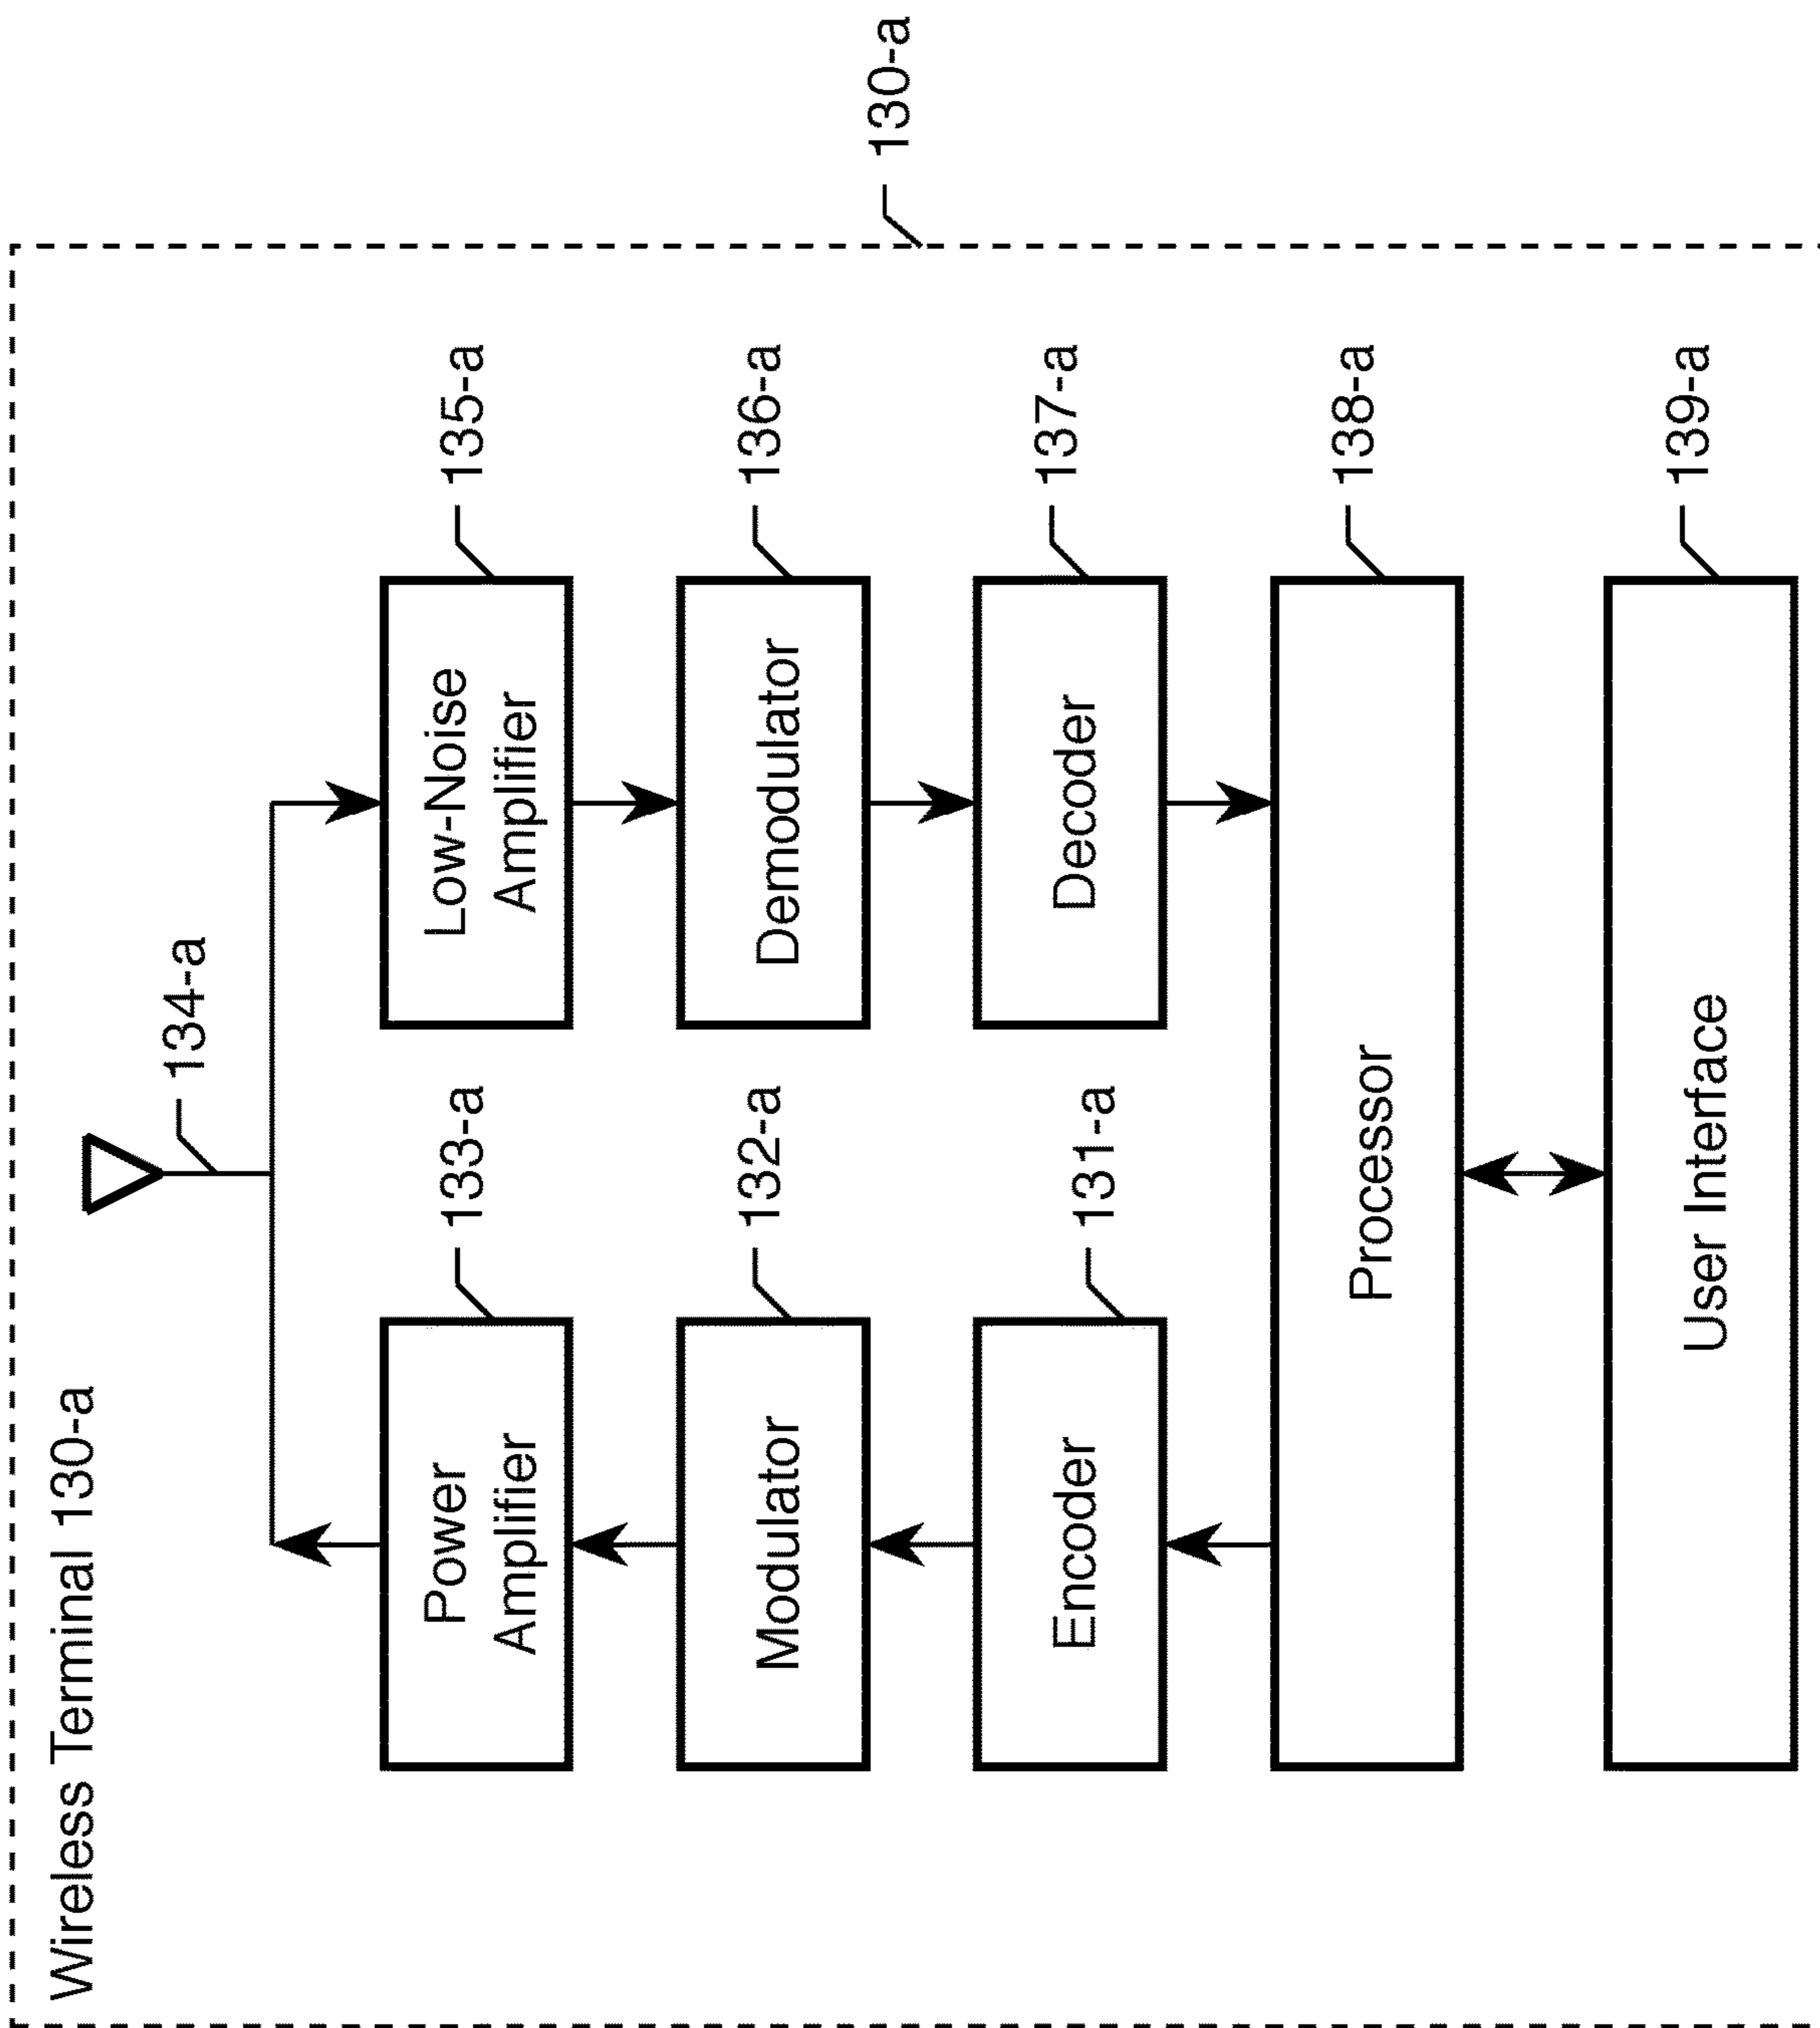 Wireless Terminal 130-a
134-a
130-a
Power
Amplifier
133-a
Low-Noise
Amplifier
135-a
Modulator
132-a
Demodulator
136-a
Encoder
131-a
Decoder
137-a
Processor
138-a
User Interface
139-a